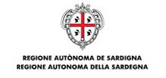 REGIONE AUTÒNOMA DE SARDIGNA
REGIONE AUTONOMA DELLA SARDEGNA